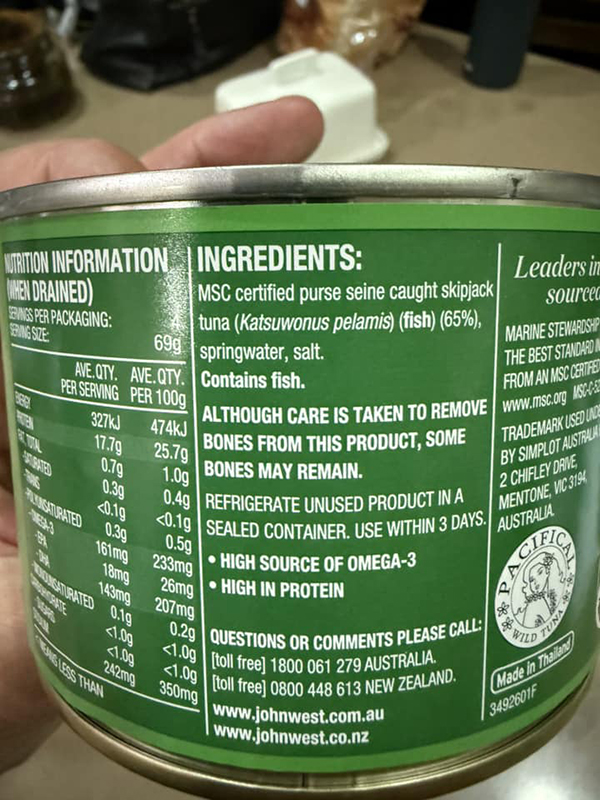 NUTRITION INFORMATION
(WHEN DRAINED)
SERVINGS PER PACKAGING: 4
SERVING SIZE: 69g
AVE.QTY. AVE.QTY.
PER SERVING PER 100g
ENERGY 327kJ 474kJ
PROTEIN 17.7g 25.7g
FAT, TOTAL 0.7g 1.0g
-SATURATED 0.3g 0.4g
-TRANS <0.1g <0.1g
-POLYUNSATURATED 0.3g 0.5g
-OMEGA-3 161mg 233mg
-EPA 18mg 26mg
-DHA 143mg 207mg
-MONOUNSATURATED 0.1g 0.2g
CARBOHYDRATE <1.0g <1.0g
-SUGARS <1.0g <1.0g
SODIUM 242mg 350mg
MEANS LESS THAN
INGREDIENTS:
MSC certified purse seine caught skipjack
tuna (Katsuwonus pelamis) (fish) (65%),
springwater, salt.
Contains fish.
ALTHOUGH CARE IS TAKEN TO REMOVE
BONES FROM THIS PRODUCT, SOME
BONES MAY REMAIN.
REFRIGERATE UNUSED PRODUCT IN A
SEALED CONTAINER. USE WITHIN 3 DAYS.
• HIGH SOURCE OF OMEGA-3
• HIGH IN PROTEIN
QUESTIONS OR COMMENTS PLEASE CALL:
[toll free] 1800 061 279 AUSTRALIA.
[toll free] 0800 448 613 NEW ZEALAND.
www.johnwest.com.au
www.johnwest.co.nz
Leaders in
sourced
MARINE STEWARDSHIP
THE BEST STANDARD IN
FROM AN MSC CERTIFIED
www.msc.org MSC-C-52
TRADEMARK USED UNDE
BY SIMPLOT AUSTRALIA
2 CHIFLEY DRIVE,
MENTONE, VIC 3194,
AUSTRALIA.
PACIFICAL
WILD TUNA
Made in Thailand
3492601F